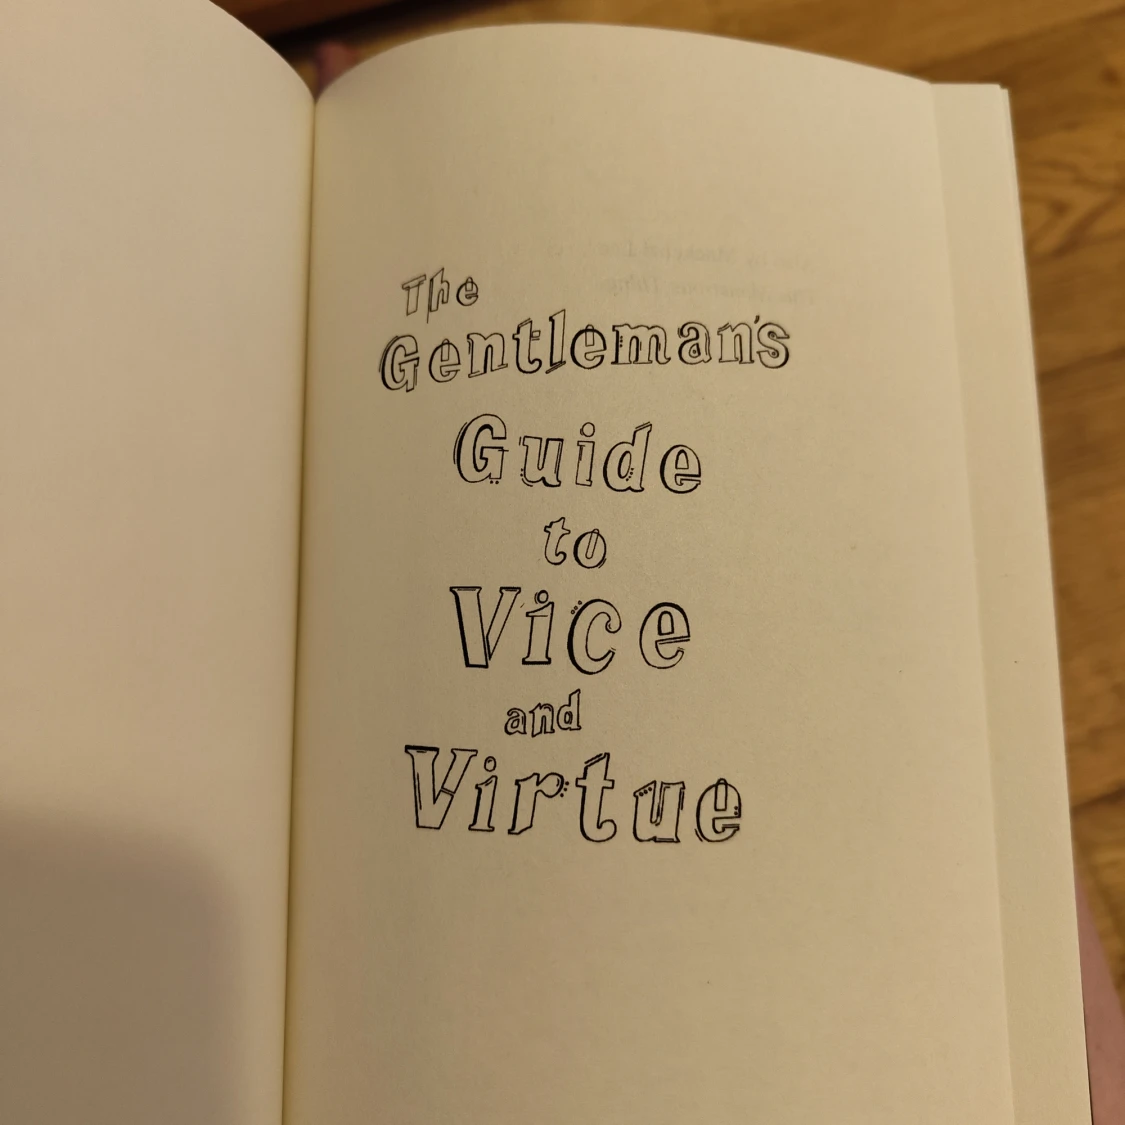 The
Gentleman's
Guide
to
Vice
and
Virtue